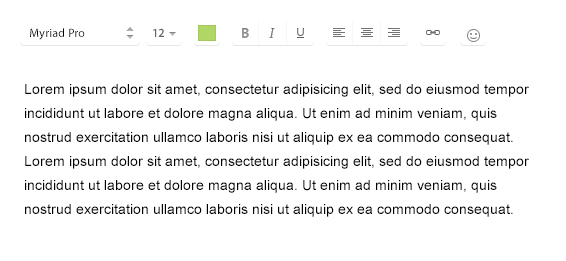 Myriad Pro 12 B I U
Lorem ipsum dolor sit amet, consectetur adipisicing elit, sed do eiusmod tempor
incididunt ut labore et dolore magna aliqua. Ut enim ad minim veniam, quis
nostrud exercitation ullamco laboris nisi ut aliquip ex ea commodo consequat.
Lorem ipsum dolor sit amet, consectetur adipisicing elit, sed do eiusmod tempor
incididunt ut labore et dolore magna aliqua. Ut enim ad minim veniam, quis
nostrud exercitation ullamco laboris nisi ut aliquip ex ea commodo consequat.